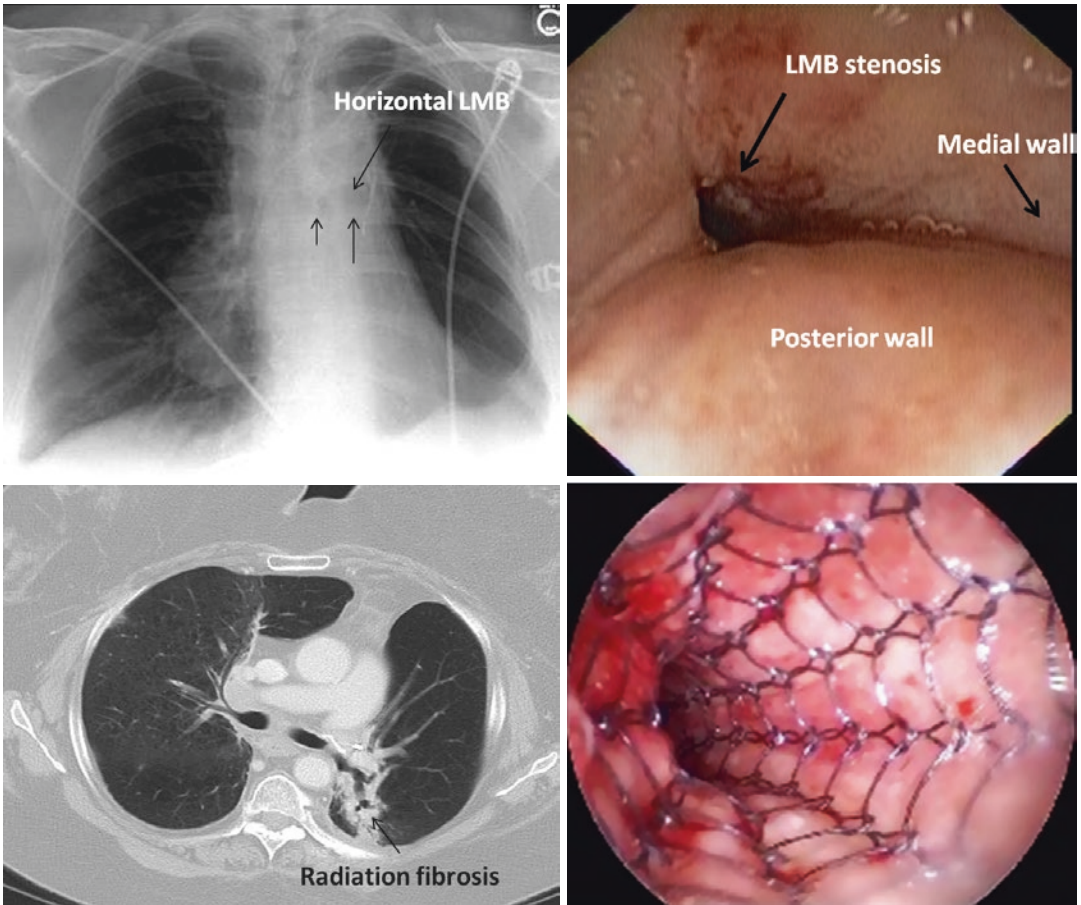 Horizontal LMB
LMB stenosis
Medial wall
Posterior wall
Radiation fibrosis